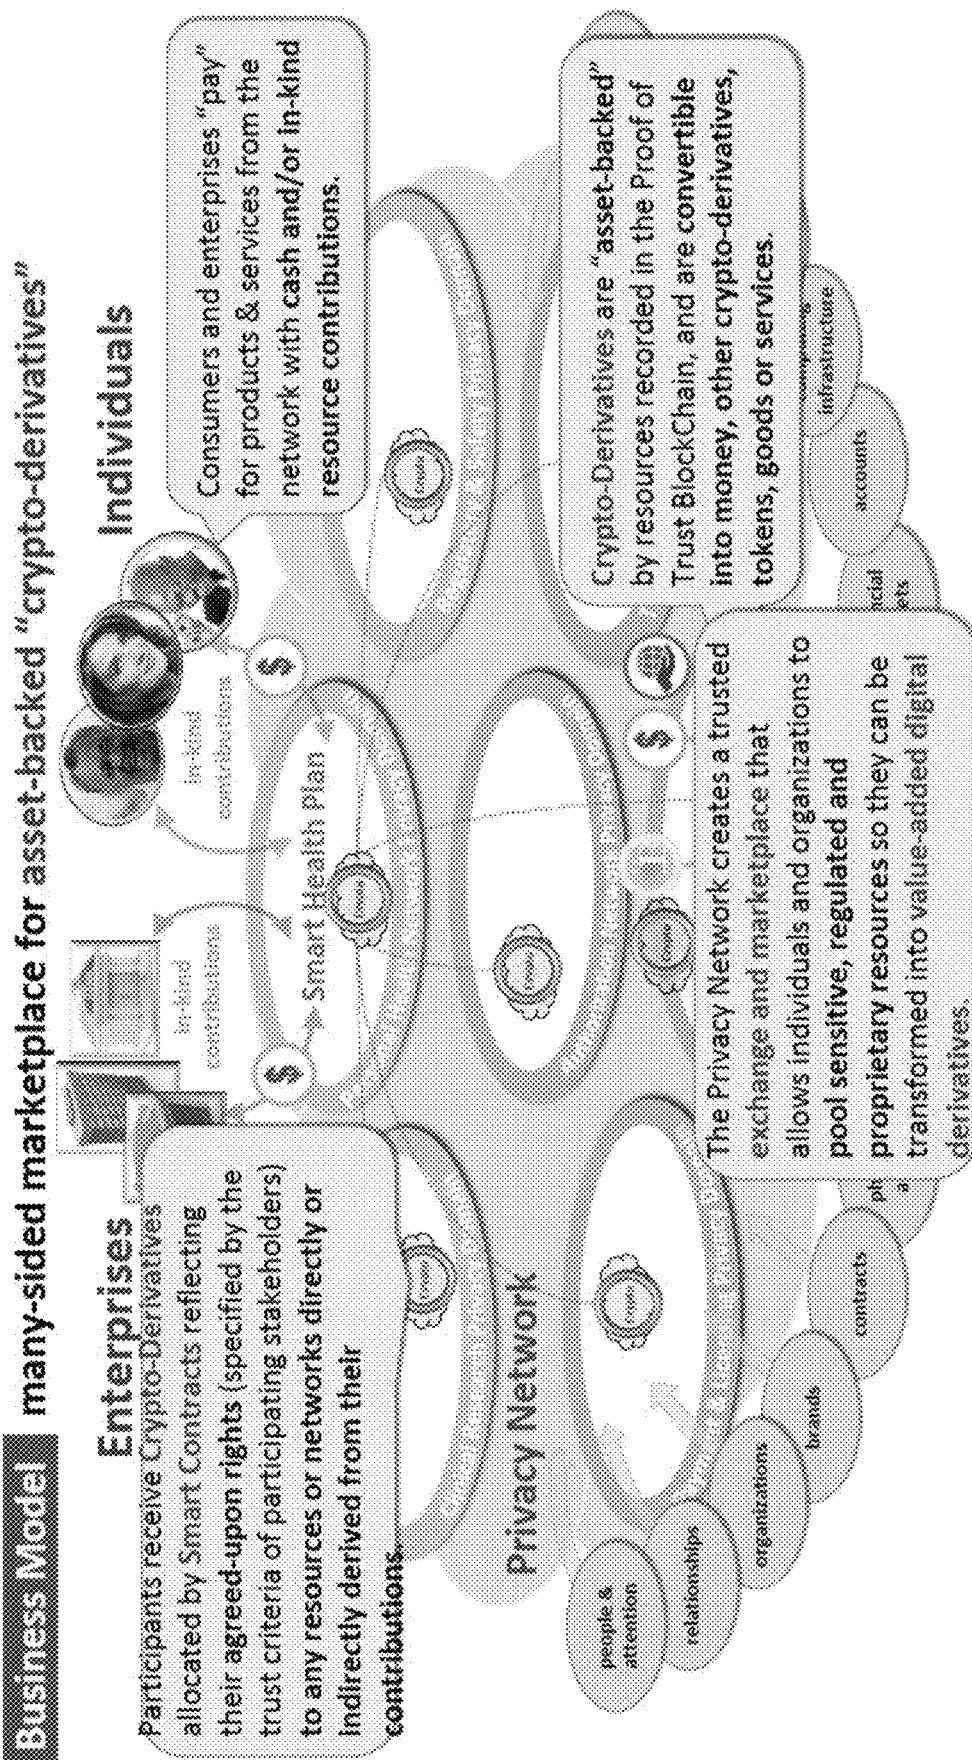 Business Model many-sided marketplace for asset-backed "crypto-derivatives"
Enterprises
Individuals
Participants receive Crypto-Derivatives
allocated by Smart Contracts reflecting
their agreed-upon rights (specified by the
trust criteria of participating stakeholders)
to any resources or networks directly or
indirectly derived from their
contributions.
in-kind
contributions
in-kind
contributions
$
$
Smart Health Plan
Consumers and enterprises "pay"
for products & services from the
network with cash and/or in-kind
resource contributions.
Privacy Network
$
Crypto-Derivatives are "asset-backed"
by resources recorded in the Proof of
Trust BlockChain, and are convertible
into money, other crypto-derivatives,
tokens, goods or services.
The Privacy Network creates a trusted
exchange and marketplace that
allows individuals and organizations to
pool sensitive, regulated and
proprietary resources so they can be
transformed into value-added digital
derivatives.
people &
attention
relationships
organizations
brands
contracts
ph
a
ncial
ets
accounts
infrastructure